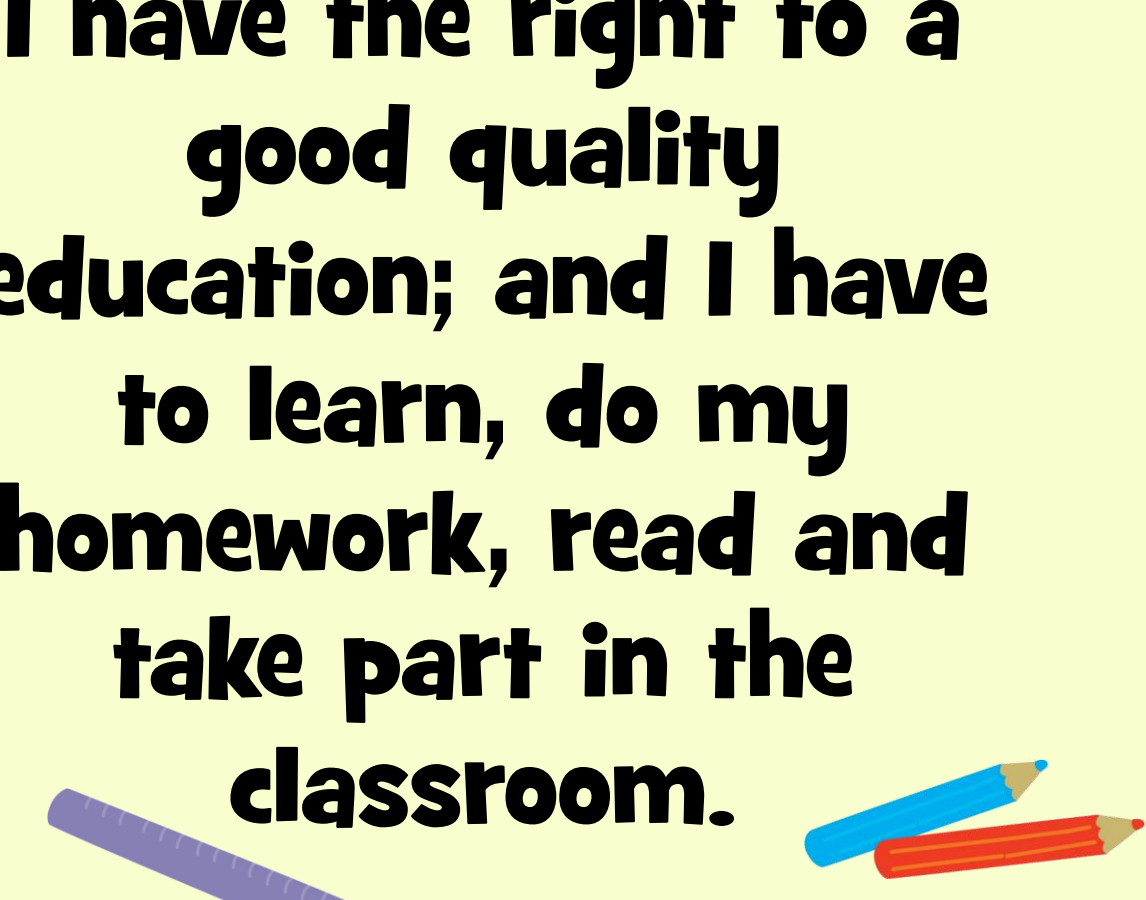 I have the right to a
good quality
education; and I have
to learn, do my
homework, read and
take part in the
classroom.